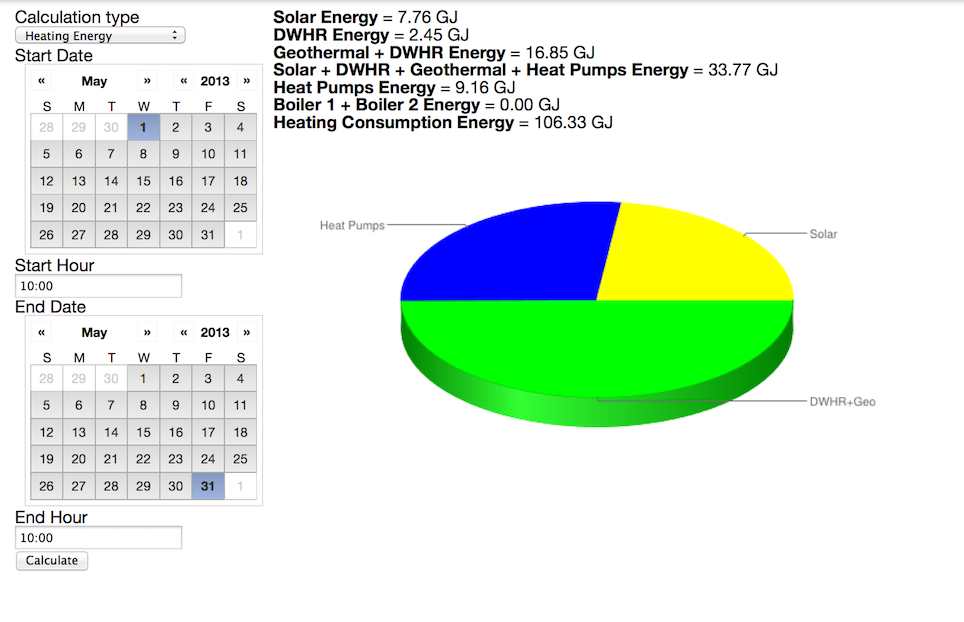 Calculation type
Heating Energy
Start Date
« May » « 2013 »
S M T W T F S
28 29 30 1 2 3 4
5 6 7 8 9 10 11
12 13 14 15 16 17 18
19 20 21 22 23 24 25
26 27 28 29 30 31 1
Start Hour
10:00
End Date
« May » « 2013 »
S M T W T F S
28 29 30 1 2 3 4
5 6 7 8 9 10 11
12 13 14 15 16 17 18
19 20 21 22 23 24 25
26 27 28 29 30 31 1
End Hour
10:00
Calculate
Solar Energy = 7.76 GJ
DWHR Energy = 2.45 GJ
Geothermal + DWHR Energy = 16.85 GJ
Solar + DWHR + Geothermal + Heat Pumps Energy = 33.77 GJ
Heat Pumps Energy = 9.16 GJ
Boiler 1 + Boiler 2 Energy = 0.00 GJ
Heating Consumption Energy = 106.33 GJ
Heat Pumps
Solar
DWHR+Geo